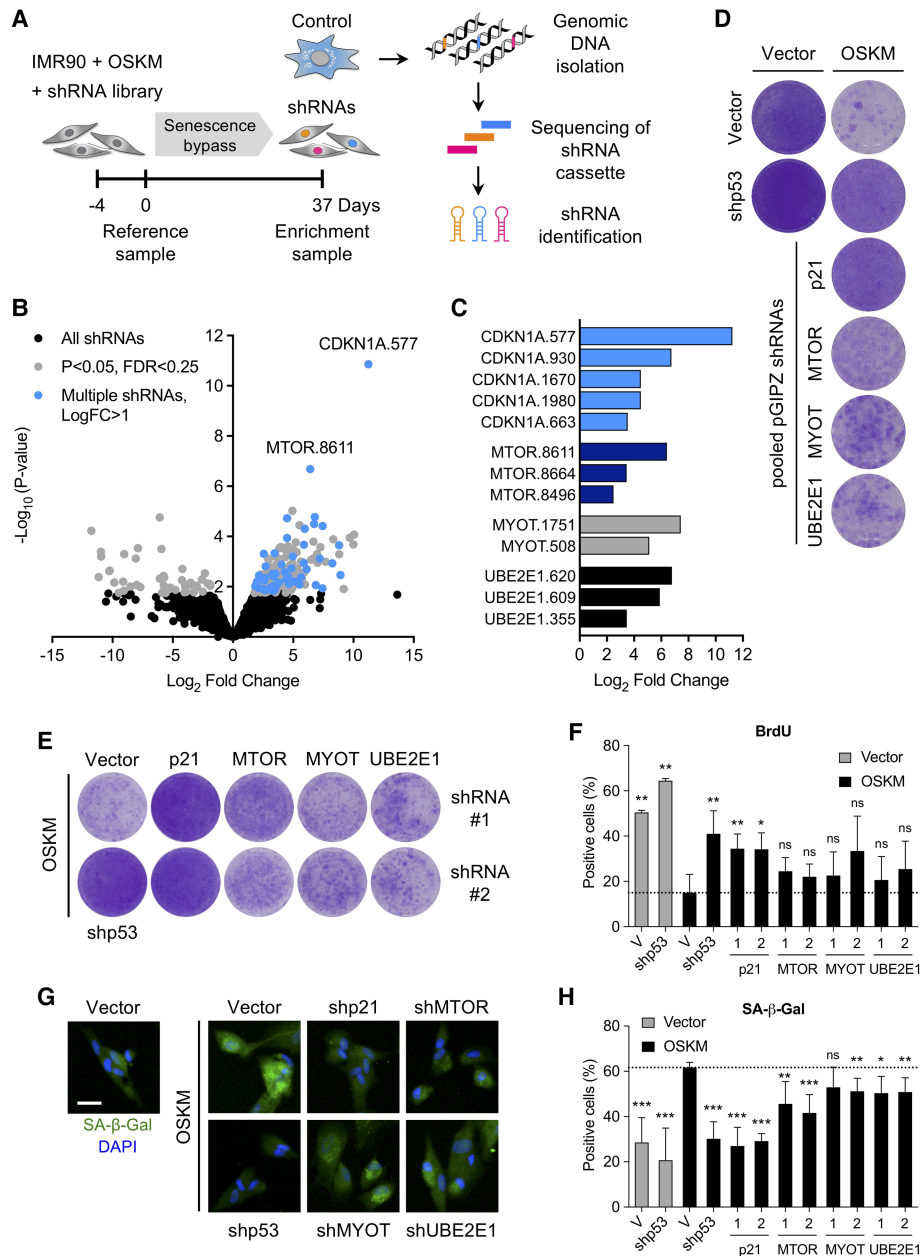 A
IMR90 + OSKM
+ shRNA library
Control
Senescence
bypass
shRNAs
-4
0
37 Days
Reference
sample
Enrichment
sample
Genomic
DNA
isolation
Sequencing of
shRNA
cassette
shRNA
identification
D
Vector
OSKM
Vector
shp53
pooled pGIPZ shRNAs
p21
MTOR
MYOT
UBE2E1
B
All shRNAs
P<0.05, FDR<0.25
Multiple shRNAs,
LogFC>1
CDKN1A.577
MTOR.8611
-Log10 (P-value)
12
10
8
6
4
2
-15
-10
-5
0
5
10
15
Log2 Fold Change
C
CDKN1A.577
CDKN1A.930
CDKN1A.1670
CDKN1A.1980
CDKN1A.663
MTOR.8611
MTOR.8664
MTOR.8496
MYOT.1751
MYOT.508
UBE2E1.620
UBE2E1.609
UBE2E1.355
0 2 4 6 8 10 12
Log2 Fold Change
E
Vector p21 MTOR MYOT UBE2E1
OSKM
shRNA
#1
shRNA
#2
shp53
F
BrdU
Vector
OSKM
Positive cells (%)
80
60
40
20
0
** ** ** ** * ns ns ns ns ns ns
V shp53 V shp53 1 2 1 2 1 2 1 2
p21 MTOR MYOT UBE2E1
G
Vector
SA-β-Gal
DAPI
OSKM
Vector shp21 shMTOR
shp53 shMYOT shUBE2E1
H
SA-β-Gal
Vector
OSKM
Positive cells (%)
80
60
40
20
0
*** *** *** *** *** ** *** ns ** * **
V shp53 V shp53 1 2 1 2 1 2 1 2
p21 MTOR MYOT UBE2E1